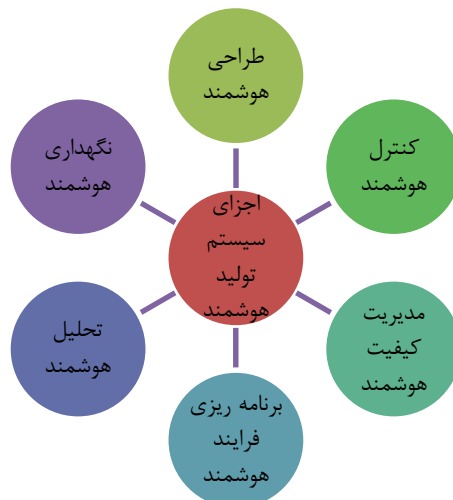 طراحی
هوشمند
کنترل
هوشمند
مدیریت
کیفیت
هوشمند
برنامه ریزی
فرایند
هوشمند
تحلیل
هوشمند
نگهداری
هوشمند
اجزای
سیستم
تولید
هوشمند